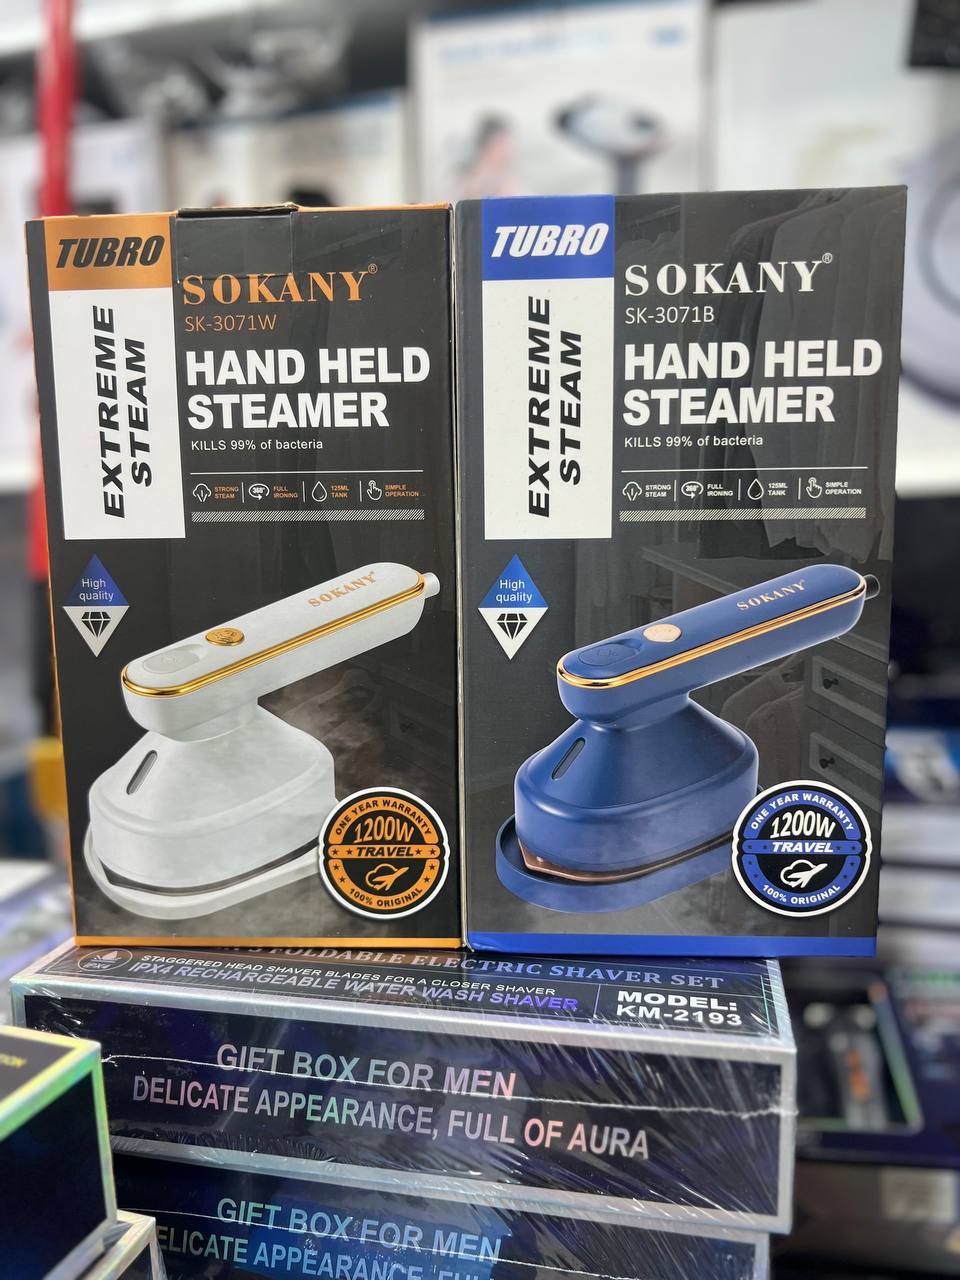 TUBRO
EXTREME
STEAM
SOKANY®
SK-3071W
HAND HELD
STEAMER
KILLS 99% of bacteria
STRONG STEAM
360° FULL IRONING
125ML TANK
SIMPLE OPERATION
High
quality
SOKANY
ONE YEAR WARRANTY
1200W
TRAVEL
100% ORIGINAL
TUBRO
EXTREME
STEAM
SOKANY®
SK-3071B
HAND HELD
STEAMER
KILLS 99% of bacteria
STRONG STEAM
360° FULL IRONING
125ML TANK
SIMPLE OPERATION
High
quality
SOKANY
ONE YEAR WARRANTY
1200W
TRAVEL
100% ORIGINAL
FOLDABLE ELECTRIC SHAVER SET
IPX4
STAGGERED HEAD SHAVER BLADES FOR A CLOSER SHAVER
IPX4 RECHARGEABLE WATER WASH SHAVER
MODEL:
KM-2193
GIFT BOX FOR MEN
DELICATE APPEARANCE, FULL OF AURA
GIFT BOX FOR MEN
DELICATE APPEARANCE,